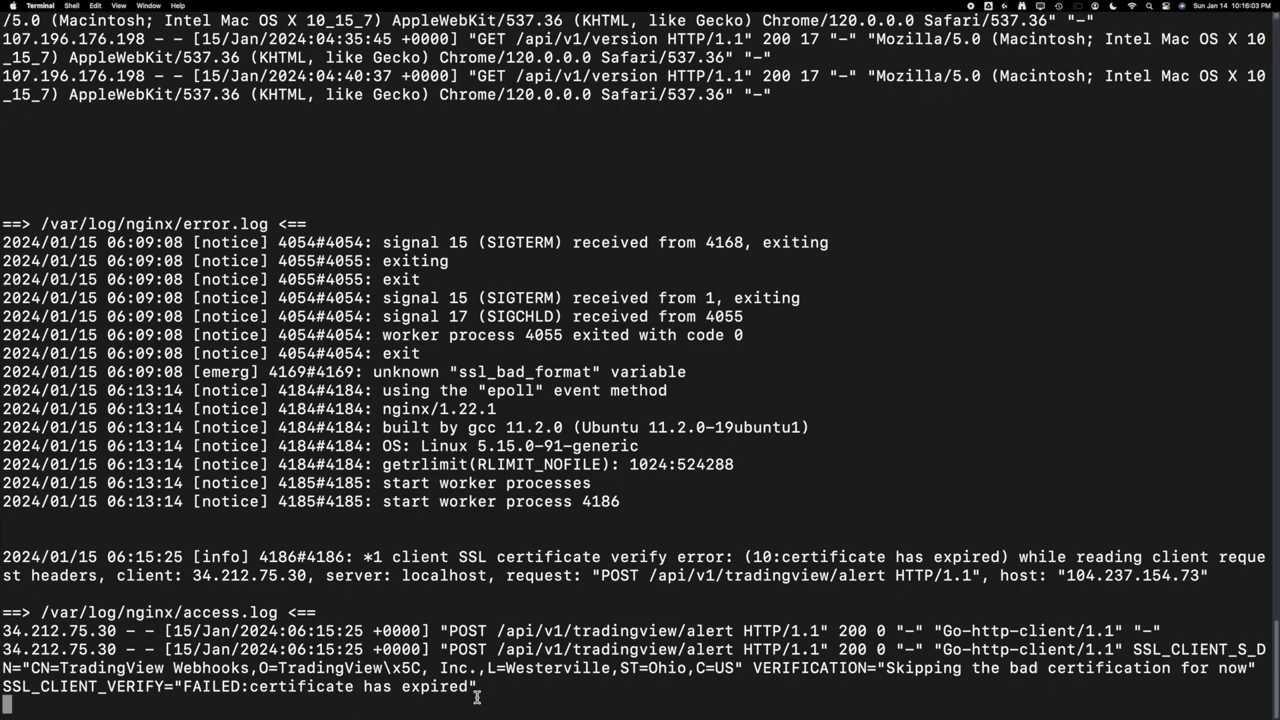 Terminal Shell Edit View Window Help Sun Jan 14 10:16:03 PM
/5.0 (Macintosh; Intel Mac OS X 10_15_7) AppleWebKit/537.36 (KHTML, like Gecko) Chrome/120.0.0.0 Safari/537.36" "-"
107.196.176.198 - - [15/Jan/2024:04:35:45 +0000] "GET /api/v1/version HTTP/1.1" 200 17 "-" "Mozilla/5.0 (Macintosh; Intel Mac OS X 10
_15_7) AppleWebKit/537.36 (KHTML, like Gecko) Chrome/120.0.0.0 Safari/537.36" "-"
107.196.176.198 - - [15/Jan/2024:04:40:37 +0000] "GET /api/v1/version HTTP/1.1" 200 17 "-" "Mozilla/5.0 (Macintosh; Intel Mac OS X 10
_15_7) AppleWebKit/537.36 (KHTML, like Gecko) Chrome/120.0.0.0 Safari/537.36" "-"
==> /var/log/nginx/error.log <==
2024/01/15 06:09:08 [notice] 4054#4054: signal 15 (SIGTERM) received from 4168, exiting
2024/01/15 06:09:08 [notice] 4055#4055: exiting
2024/01/15 06:09:08 [notice] 4055#4055: exit
2024/01/15 06:09:08 [notice] 4054#4054: signal 15 (SIGTERM) received from 1, exiting
2024/01/15 06:09:08 [notice] 4054#4054: signal 17 (SIGCHLD) received from 4055
2024/01/15 06:09:08 [notice] 4054#4054: worker process 4055 exited with code 0
2024/01/15 06:09:08 [notice] 4054#4054: exit
2024/01/15 06:09:08 [emerg] 4169#4169: unknown "ssl_bad_format" variable
2024/01/15 06:13:14 [notice] 4184#4184: using the "epoll" event method
2024/01/15 06:13:14 [notice] 4184#4184: nginx/1.22.1
2024/01/15 06:13:14 [notice] 4184#4184: built by gcc 11.2.0 (Ubuntu 11.2.0-19ubuntu1)
2024/01/15 06:13:14 [notice] 4184#4184: OS: Linux 5.15.0-91-generic
2024/01/15 06:13:14 [notice] 4184#4184: getrlimit(RLIMIT_NOFILE): 1024:524288
2024/01/15 06:13:14 [notice] 4185#4185: start worker processes
2024/01/15 06:13:14 [notice] 4185#4185: start worker process 4186
2024/01/15 06:15:25 [info] 4186#4186: *1 client SSL certificate verify error: (10:certificate has expired) while reading client reque
st headers, client: 34.212.75.30, server: localhost, request: "POST /api/v1/tradingview/alert HTTP/1.1", host: "104.237.154.73"
==> /var/log/nginx/access.log <==
34.212.75.30 - - [15/Jan/2024:06:15:25 +0000] "POST /api/v1/tradingview/alert HTTP/1.1" 200 0 "-" "Go-http-client/1.1" "-"
34.212.75.30 - - [15/Jan/2024:06:15:25 +0000] "POST /api/v1/tradingview/alert HTTP/1.1" 200 0 "-" "Go-http-client/1.1" SSL_CLIENT_S_D
N="CN=TradingView Webhooks,O=TradingView\x5C, Inc.,L=Westerville,ST=Ohio,C=US" VERIFICATION="Skipping the bad certification for now"
SSL_CLIENT_VERIFY="FAILED:certificate has expired"